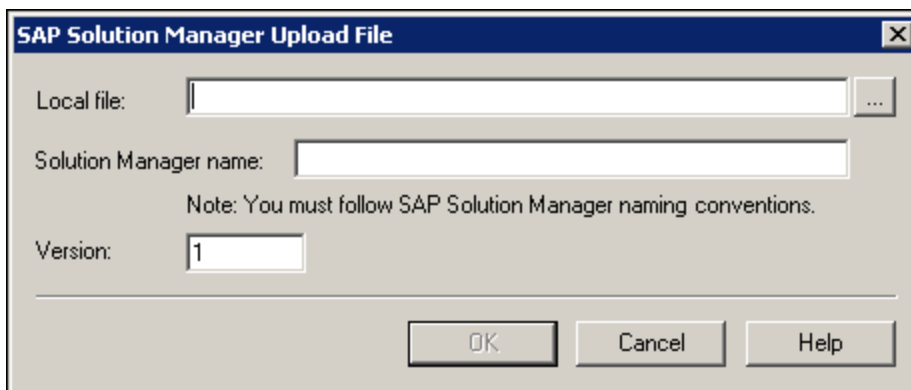 SAP Solution Manager Upload File
Local file:
...
Solution Manager name:
Note: You must follow SAP Solution Manager naming conventions.
Version: 1
OK Cancel Help